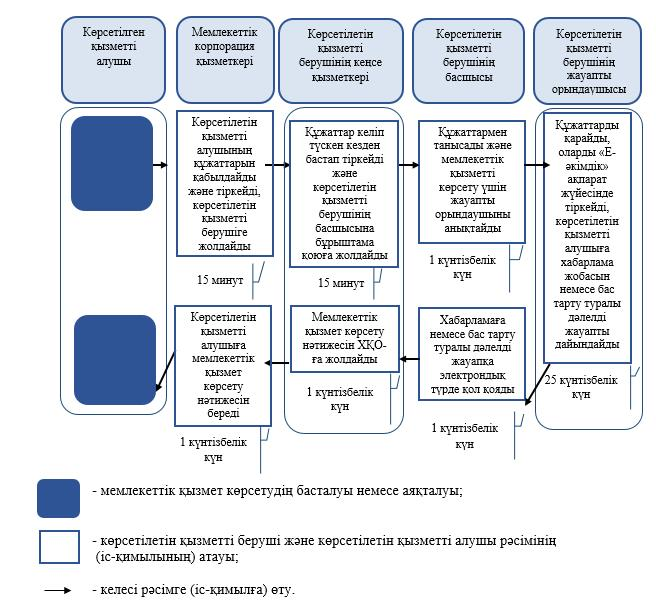 Көрсетілген
қызметті
алушы
Мемлекеттік
корпорация
қызметкері
Көрсетілетін
қызметті
берушінің кеңсе
қызметкері
Көрсетілетін
қызметті
берушінің
басшысы
Көрсетілетін
қызметті
берушінің
жауапты
орындаушысы
Көрсетілетін
қызметті
алушының
құжаттарын
қабылдайды
және тіркейді,
көрсетілетін
қызметті
берушіге
жолдайды
15 минут
Құжаттар келіп
түскен кезден
бастап тіркейді
және
көрсетілетін
қызметті
берушінің
басшысына
бұрыштама
қоюға жолдайды
15 минут
Құжаттармен
танысады және
мемлекеттік
қызметті
көрсету үшін
жауапты
орындаушыны
анықтайды
1 күнтізбелік
күн
Құжаттарды
қарайды,
оларды «Е-
әкімдік»
ақпарат
жүйесінде
тіркейді,
көрсетілетін
қызметті
алушыға
хабарлама
жобасын
немесе бас
тарту туралы
дәлелді
жауапты
дайындайды
25 күнтізбелік
күн
Көрсетілетін
қызметті
алушыға
мемлекеттік
қызмет
көрсету
нәтижесін
береді
1 күнтізбелік
күн
Мемлекеттік
қызмет көрсету
нәтижесін ХҚО-
ға жолдайды
1 күнтізбелік
күн
Хабарламаға
немесе бас тарту
туралы дәлелді
жауапқа
электрондық
түрде қол қояды
1 күнтізбелік
күн
- мемлекеттік қызмет көрсетудің басталуы немесе аяқталуы;
- көрсетілетін қызметті беруші және көрсетілетін қызметті алушы рәсімінің
(іс-қимылының) атауы;
- келесі рәсімге (іс-қимылға) өту.